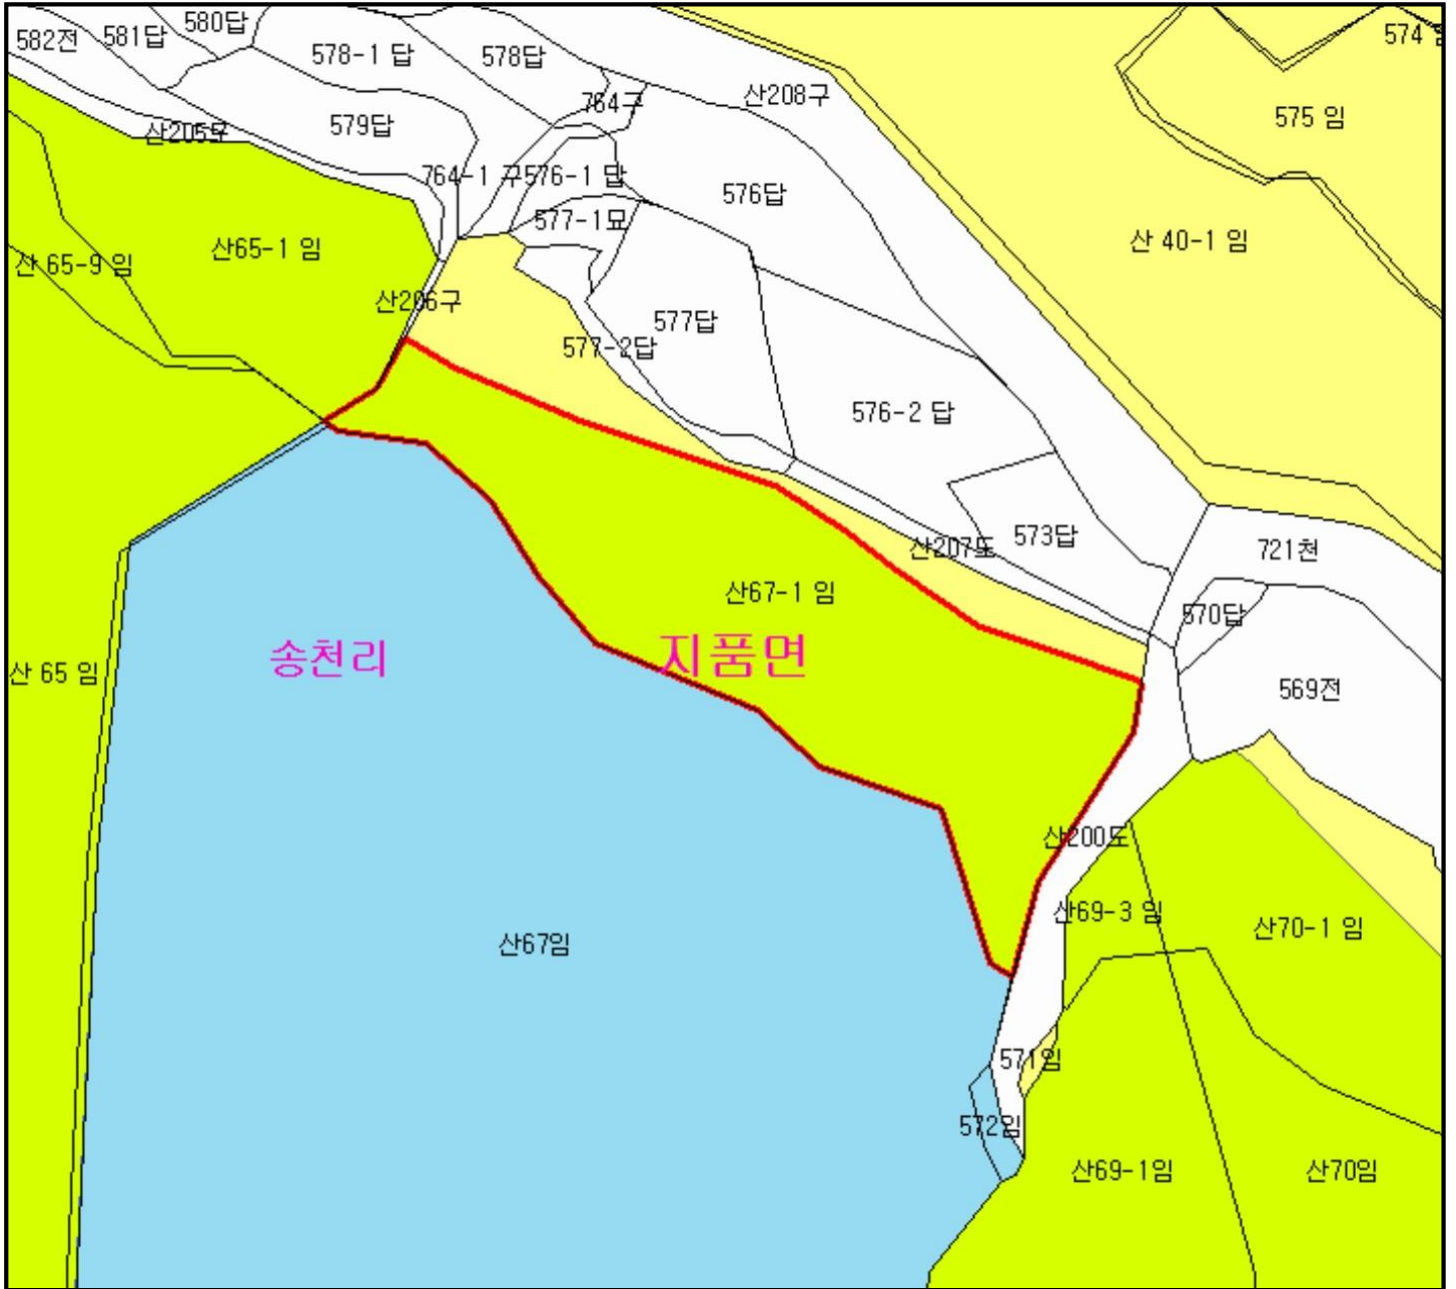 580답
582전
581답
578-1 답
578답
574
산208구
764구
575 임
579답
산205도
764-1 구
576-1 답
576답
577-1묘
산 40-1 임
산65-1 임
산 65-9 임
산206구
577답
577-2답
576-2 답
573답
산207도
721천
산67-1 임
570답
송천리
지품면
산 65 임
569전
산200도
산69-3 임
산70-1 임
산67임
571임
572임
산69-1임
산70임